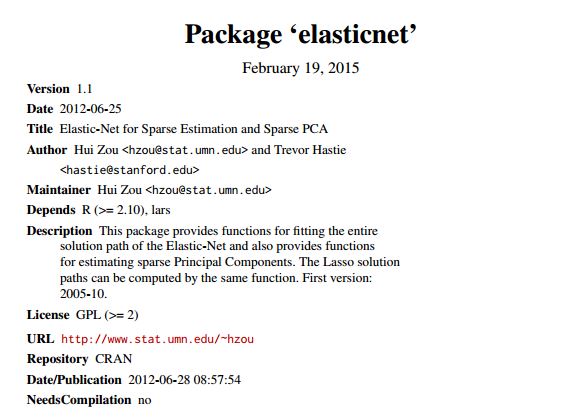 Package ‘elasticnet’
February 19, 2015
Version 1.1
Date 2012-06-25
Title Elastic-Net for Sparse Estimation and Sparse PCA
Author Hui Zou <hzou@stat.umn.edu> and Trevor Hastie
<hastie@stanford.edu>
Maintainer Hui Zou <hzou@stat.umn.edu>
Depends R (>= 2.10), lars
Description This package provides functions for fitting the entire
solution path of the Elastic-Net and also provides functions
for estimating sparse Principal Components. The Lasso solution
paths can be computed by the same function. First version:
2005-10.
License GPL (>= 2)
URL http://www.stat.umn.edu/~hzou
Repository CRAN
Date/Publication 2012-06-28 08:57:54
NeedsCompilation no